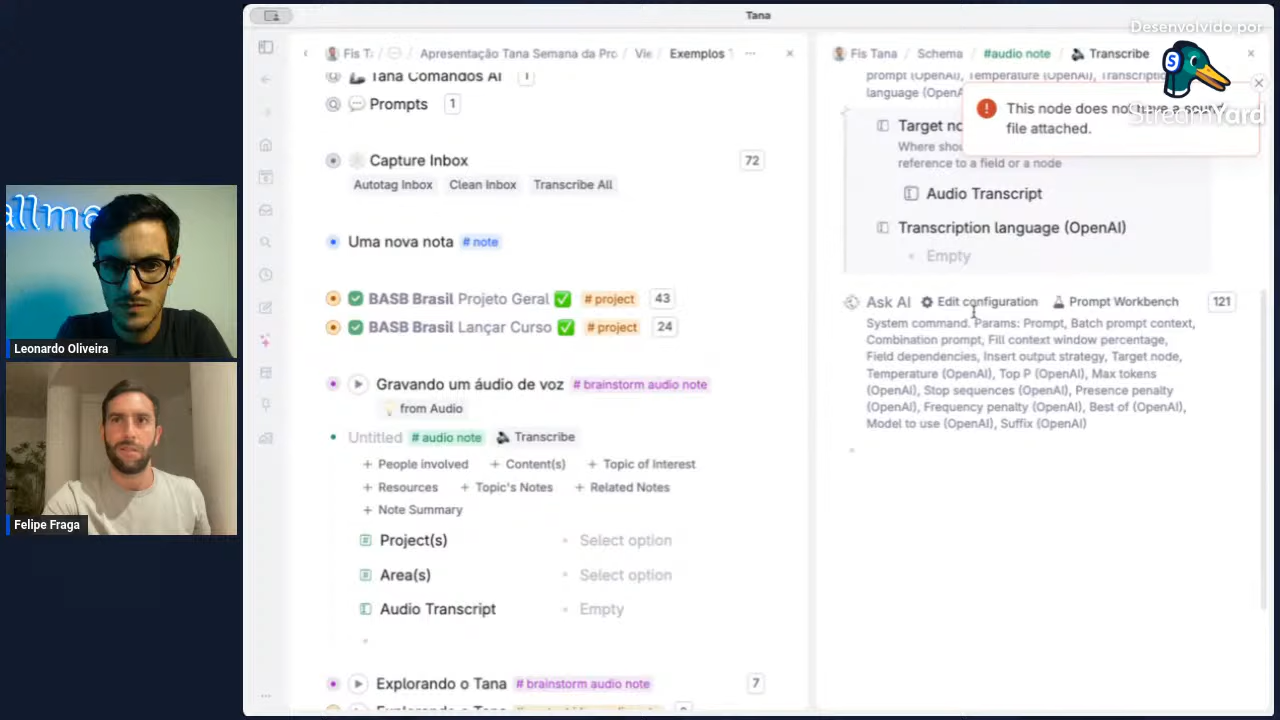 Tana
Desenvolvido por
StreamYard
Fis T / Apresentação Tana Semana da Pro / Vie / Exemplos
Tana Comandos AI 1
Prompts 1
Capture Inbox 72
Autotag Inbox Clean Inbox Transcribe All
Uma nova nota # note
BASB Brasil Projeto Geral ✅ # project 43
BASB Brasil Lançar Curso ✅ # project 24
Gravando um áudio de voz # brainstorm audio note
from Audio
Untitled # audio note Transcribe
+ People involved + Content(s) + Topic of Interest
+ Resources + Topic's Notes + Related Notes
+ Note Summary
Project(s) Select option
Area(s) Select option
Audio Transcript Empty
Explorando o Tana # brainstorm audio note 7
Explorando o Tana
Fis Tana / Schema / #audio note / Transcribe
prompt (OpenAI), Temperature (OpenAI), Transcription
language (OpenA
This node does not have a sound
file attached.
Target no
Where shou
reference to a field or a node
Audio Transcript
Transcription language (OpenAI)
Empty
Ask AI Edit configuration Prompt Workbench 121
System command. Params: Prompt, Batch prompt context,
Combination prompt, Fill context window percentage,
Field dependencies, Insert output strategy, Target node,
Temperature (OpenAI), Top P (OpenAI), Max tokens
(OpenAI), Stop sequences (OpenAI), Presence penalty
(OpenAI), Frequency penalty (OpenAI), Best of (OpenAI),
Model to use (OpenAI), Suffix (OpenAI)
Leonardo Oliveira
Felipe Fraga